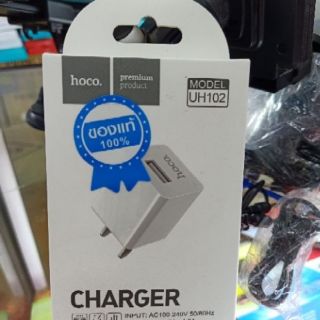 hoco.
premium
product
MODEL
UH102
ของแท้
100%
hoco.
CHARGER
INPUT: AC100-240V 50/60Hz